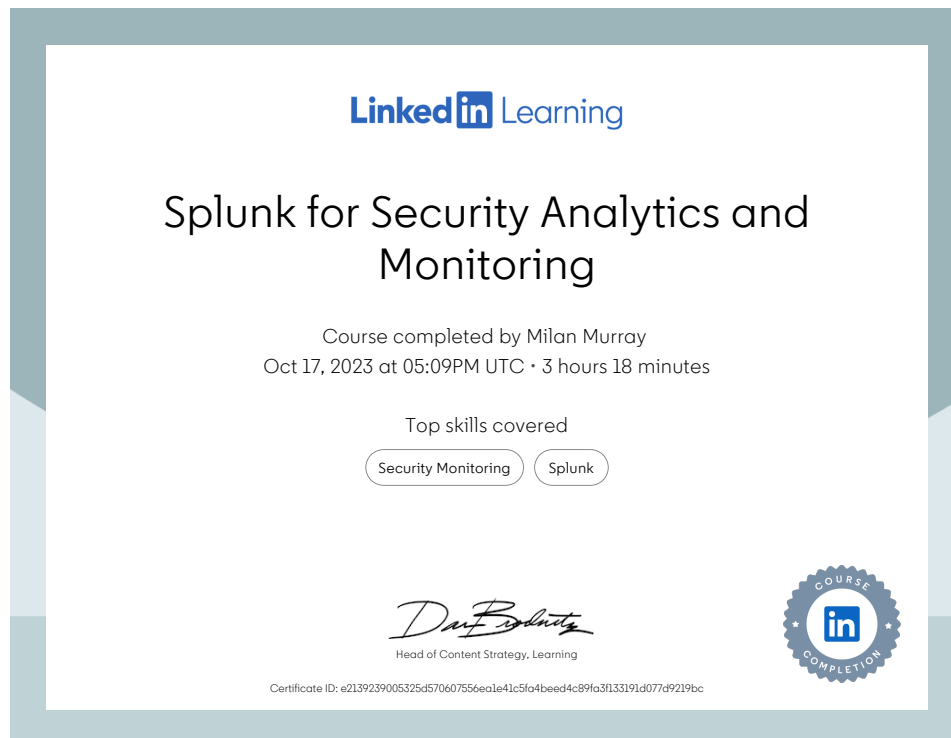 Linked in Learning
Splunk for Security Analytics and
Monitoring
Course completed by Milan Murray
Oct 17, 2023 at 05:09PM UTC • 3 hours 18 minutes
Top skills covered
Security Monitoring
Splunk
Head of Content Strategy, Learning
COURSE
in
COMPLETION
Certificate ID: e2139239005325d570607556ea1e41c5fa4beed4c89fa3f133191d077d9219bc